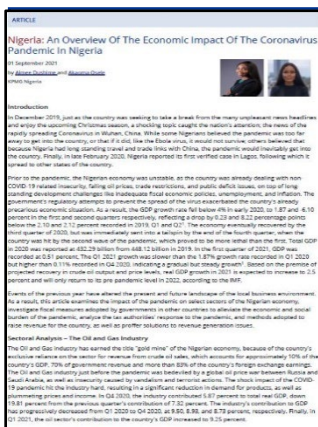 ARTICLE
Nigeria: An Overview Of The Economic Impact Of The Coronavirus
Pandemic In Nigeria
01 September 2021
by and
KPMG Nigeria
Introduction
In December 2019, just as the country was seeking to take a break from the many unpleasant news headlines
and enjoy the upcoming Christmas season, a shocking topic caught the nation's attention, the news of the
rapidly spreading Coronavirus in Wuhan, China. While some Nigerians believed the pandemic was too far
away to get into the country, or that if it did, like the Ebola virus, it would not survive; others believed that
because Nigeria had long standing travel and trade links with China, the pandemic would inevitably get into
the country. Finally, in late February 2020, Nigeria reported its first verified case in Lagos, following which it
spread to other states of the country.
Prior to the pandemic, the Nigerian economy was unstable, as the country was already dealing with non
COVID-19 related insecurity, falling oil prices, trade restrictions, and public deficit issues, on top of long-
standing development challenges like inadequate fiscal economic policies, unemployment, and inflation. The
government's regulatory attempts to prevent the spread of the virus exacerbated the country's already
precarious economic situation. As a result, the GDP growth rate fell below 4% in early 2020, to 1.87 and -6.10
percent in the first and second quarters respectively, reflecting a drop by 0.23 and 8.22 percentage points
below the 2.10 and 2.12 percent recorded in 2019, Q1 and Q2. The economy eventually recovered by the
third quarter of 2020, but was immediately sent into a tailspin by the end of the fourth quarter, when the
country was hit by the second wave of the pandemic, which proved to be more lethal than the first. Total GDP
in 2020 was reported at 432.29 billion from 448.12 billion in 2019. In the first quarter of 2021, GDP was
recorded at 0.51 percent, The Q1 2021 growth was slower than the 1.87% growth rate recorded in Q1 2020
but higher than 0.11% recorded in Q4 2020, indicating a gradual but steady growth. Based on the premise of
projected recovery in crude oil output and price levels, real GDP growth in 2021 is expected to increase to 2.5
percent and will only return to its pre pandemic level in 2022, according to the IMF.
Events of the previous year have altered the present and future landscape of the local business environment.
As a result, this article examines the impact of the pandemic on select sectors of the Nigerian economy,
investigate fiscal measures adopted by governments in other countries to alleviate the economic and social
burden of the pandemic, analyze the tax authorities' response to the pandemic, and methods adopted to
raise revenue for the country, as well as proffer solutions to revenue generation issues.
Sectoral Analysis – The Oil and Gas Industry
The Oil and Gas industry has earned the title "gold mine" of the Nigerian economy, because of the country's
exclusive reliance on the sector for revenue from crude oil sales, which accounts for approximately 10% of the
country's GDP, 70% of government revenue and more than 83% of the country's foreign exchange earnings.
The Oil and Gas industry just before the pandemic was bedeviled by a global oil price war between Russia and
Saudi Arabia, as well as insecurity caused by vandalism and terrorist actions. The shock impact of the COVID-
19 pandemic hit the industry hard, resulting in a significant reduction in demand for products, as well as
plummeting prices and income. In Q4 2020, the industry contributed 5.87 percent to total real GDP, down
19.81 percent from the previous quarter's contribution of 7.32 percent. The industry's contribution to GDP
has progressively decreased from Q1 2020 to Q4 2020, at 9.50, 8.93, and 8.73 percent, respectively. Finally, in
Q1 2021, the oil sector's contribution to the country's GDP increased to 9.25 percent.